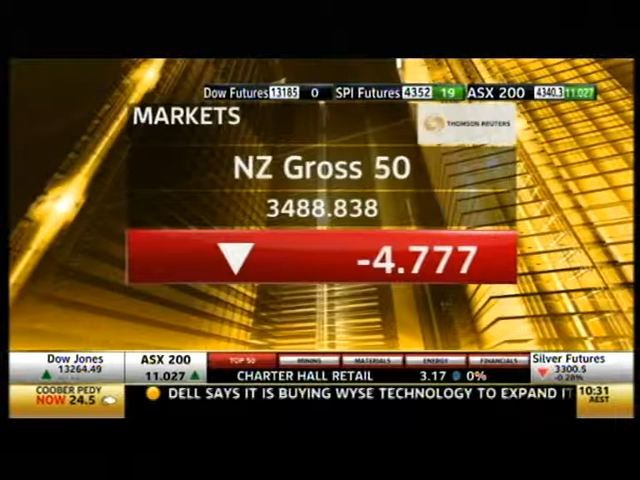 Dow Futures 13185 0 SPI Futures 4352 19 ASX 200 4340.3 11.027
MARKETS
THOMSON REUTERS
NZ Gross 50
3488.838
-4.777
Dow Jones
13264.49
ASX 200
11.027
TOP 50 MINING MATERIALS ENERGY FINANCIALS
CHARTER HALL RETAIL 3.17 0%
Silver Futures
3300.5
-0.28%
COOBER PEDY
NOW 24.5
DELL SAYS IT IS BUYING WYSE TECHNOLOGY TO EXPAND IT
10:31
AEST